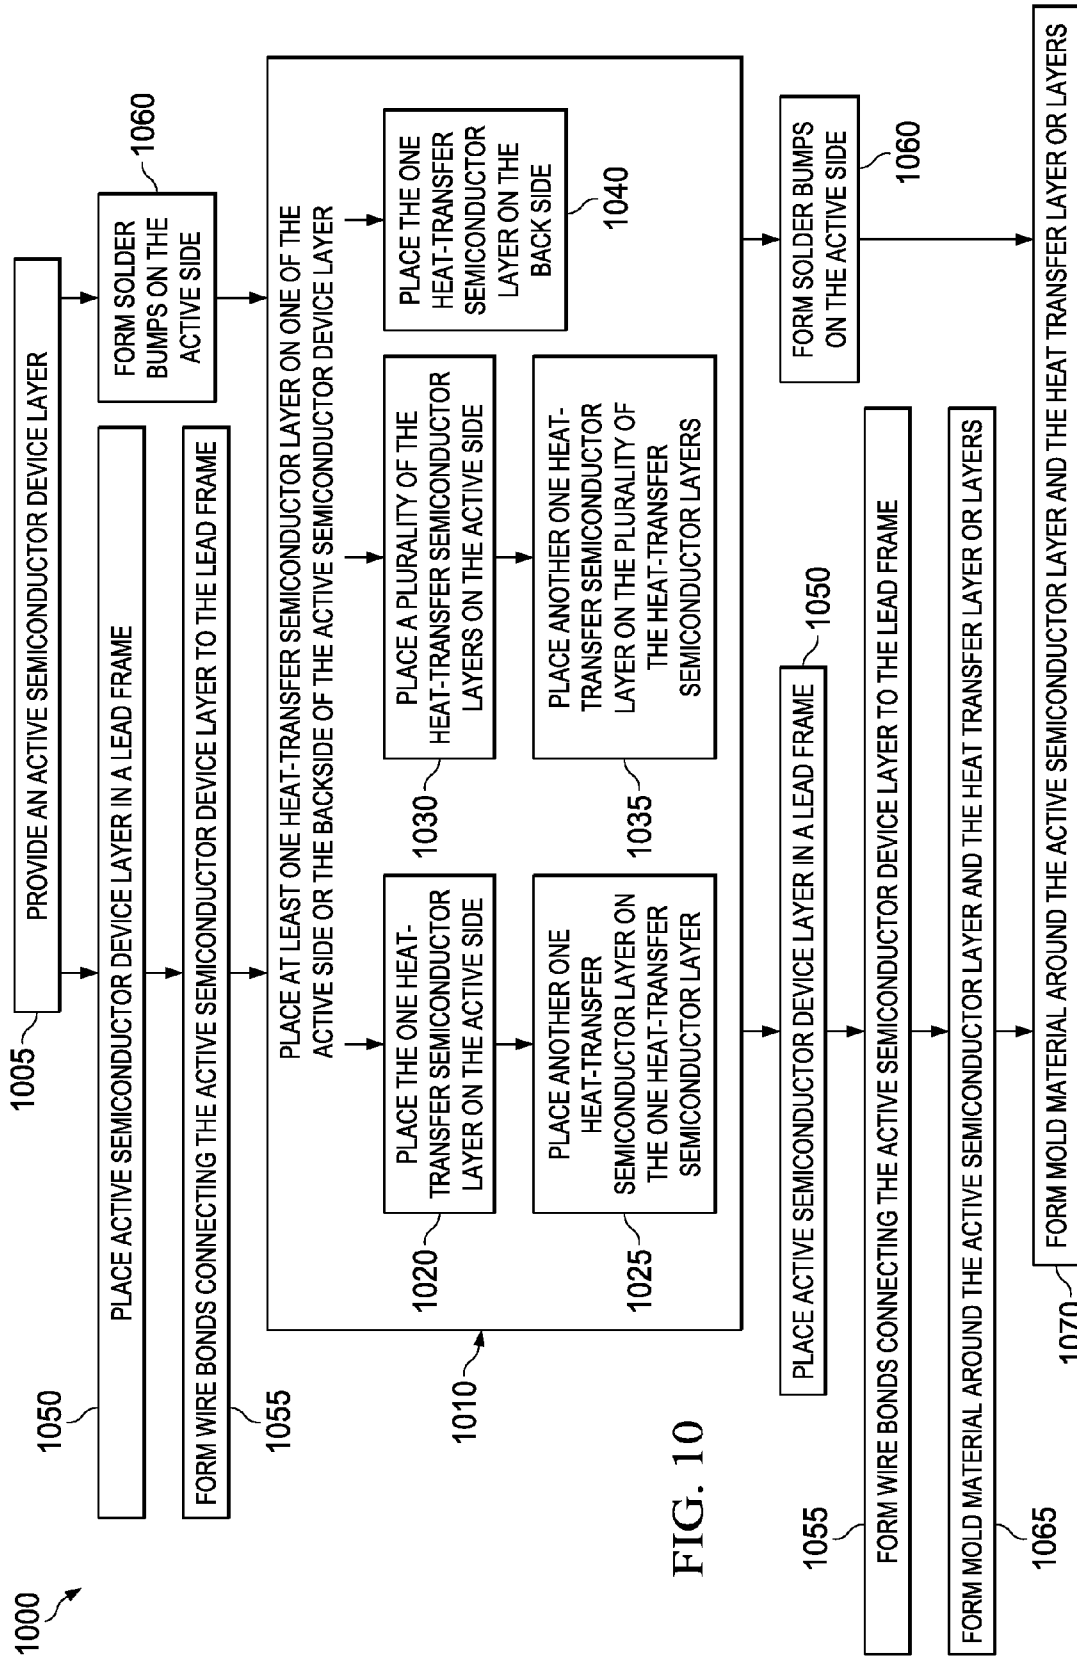 1000
1005
PROVIDE AN ACTIVE SEMICONDUCTOR DEVICE LAYER
1050
PLACE ACTIVE SEMICONDUCTOR DEVICE LAYER IN A LEAD FRAME
1055
FORM WIRE BONDS CONNECTING THE ACTIVE SEMICONDUCTOR DEVICE LAYER TO THE LEAD FRAME
1060
FORM SOLDER
BUMPS ON THE
ACTIVE SIDE
1010
PLACE AT LEAST ONE HEAT-TRANSFER SEMICONDUCTOR LAYER ON ONE OF THE
ACTIVE SIDE OR THE BACKSIDE OF THE ACTIVE SEMICONDUCTOR DEVICE LAYER
1020
PLACE THE ONE HEAT-
TRANSFER SEMICONDUCTOR
LAYER ON THE ACTIVE SIDE
1025
PLACE ANOTHER ONE
HEAT-TRANSFER
SEMICONDUCTOR LAYER ON
THE ONE HEAT-TRANSFER
SEMICONDUCTOR LAYER
1030
PLACE A PLURALITY OF THE
HEAT-TRANSFER SEMICONDUCTOR
LAYERS ON THE ACTIVE SIDE
1035
PLACE ANOTHER ONE HEAT-
TRANSFER SEMICONDUCTOR
LAYER ON THE PLURALITY OF
THE HEAT-TRANSFER
SEMICONDUCTOR LAYERS
PLACE THE ONE
HEAT-TRANSFER
SEMICONDUCTOR
LAYER ON THE
BACK SIDE
1040
FIG. 10
PLACE ACTIVE SEMICONDUCTOR DEVICE LAYER IN A LEAD FRAME
1050
1055
FORM WIRE BONDS CONNECTING THE ACTIVE SEMICONDUCTOR DEVICE LAYER TO THE LEAD FRAME
1065
FORM MOLD MATERIAL AROUND THE ACTIVE SEMICONDUCTOR LAYER AND THE HEAT TRANSFER LAYER OR LAYERS
FORM SOLDER BUMPS
ON THE ACTIVE SIDE
1060
1070
FORM MOLD MATERIAL AROUND THE ACTIVE SEMICONDUCTOR LAYER AND THE HEAT TRANSFER LAYER OR LAYERS